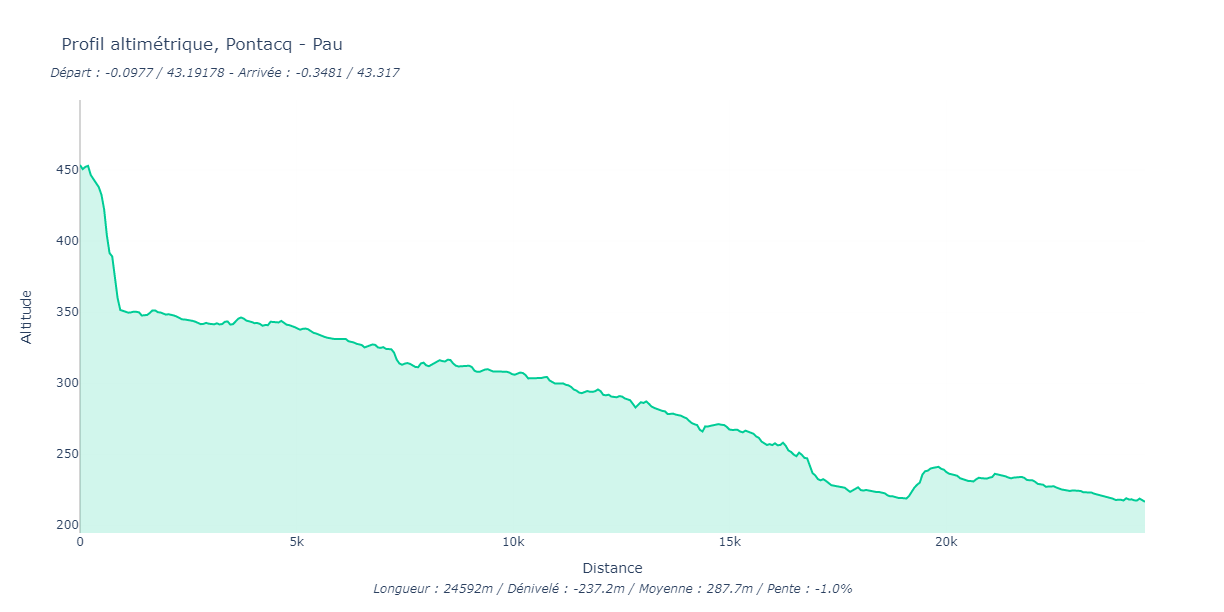 Profil altimétrique, Pontacq - Pau
Départ : -0.0977 / 43.19178 - Arrivée : -0.3481 / 43.317
Altitude
450
400
350
300
250
200
0
5k
10k
15k
20k
Distance
Longueur : 24592m / Dénivelé : -237.2m / Moyenne : 287.7m / Pente : -1.0%